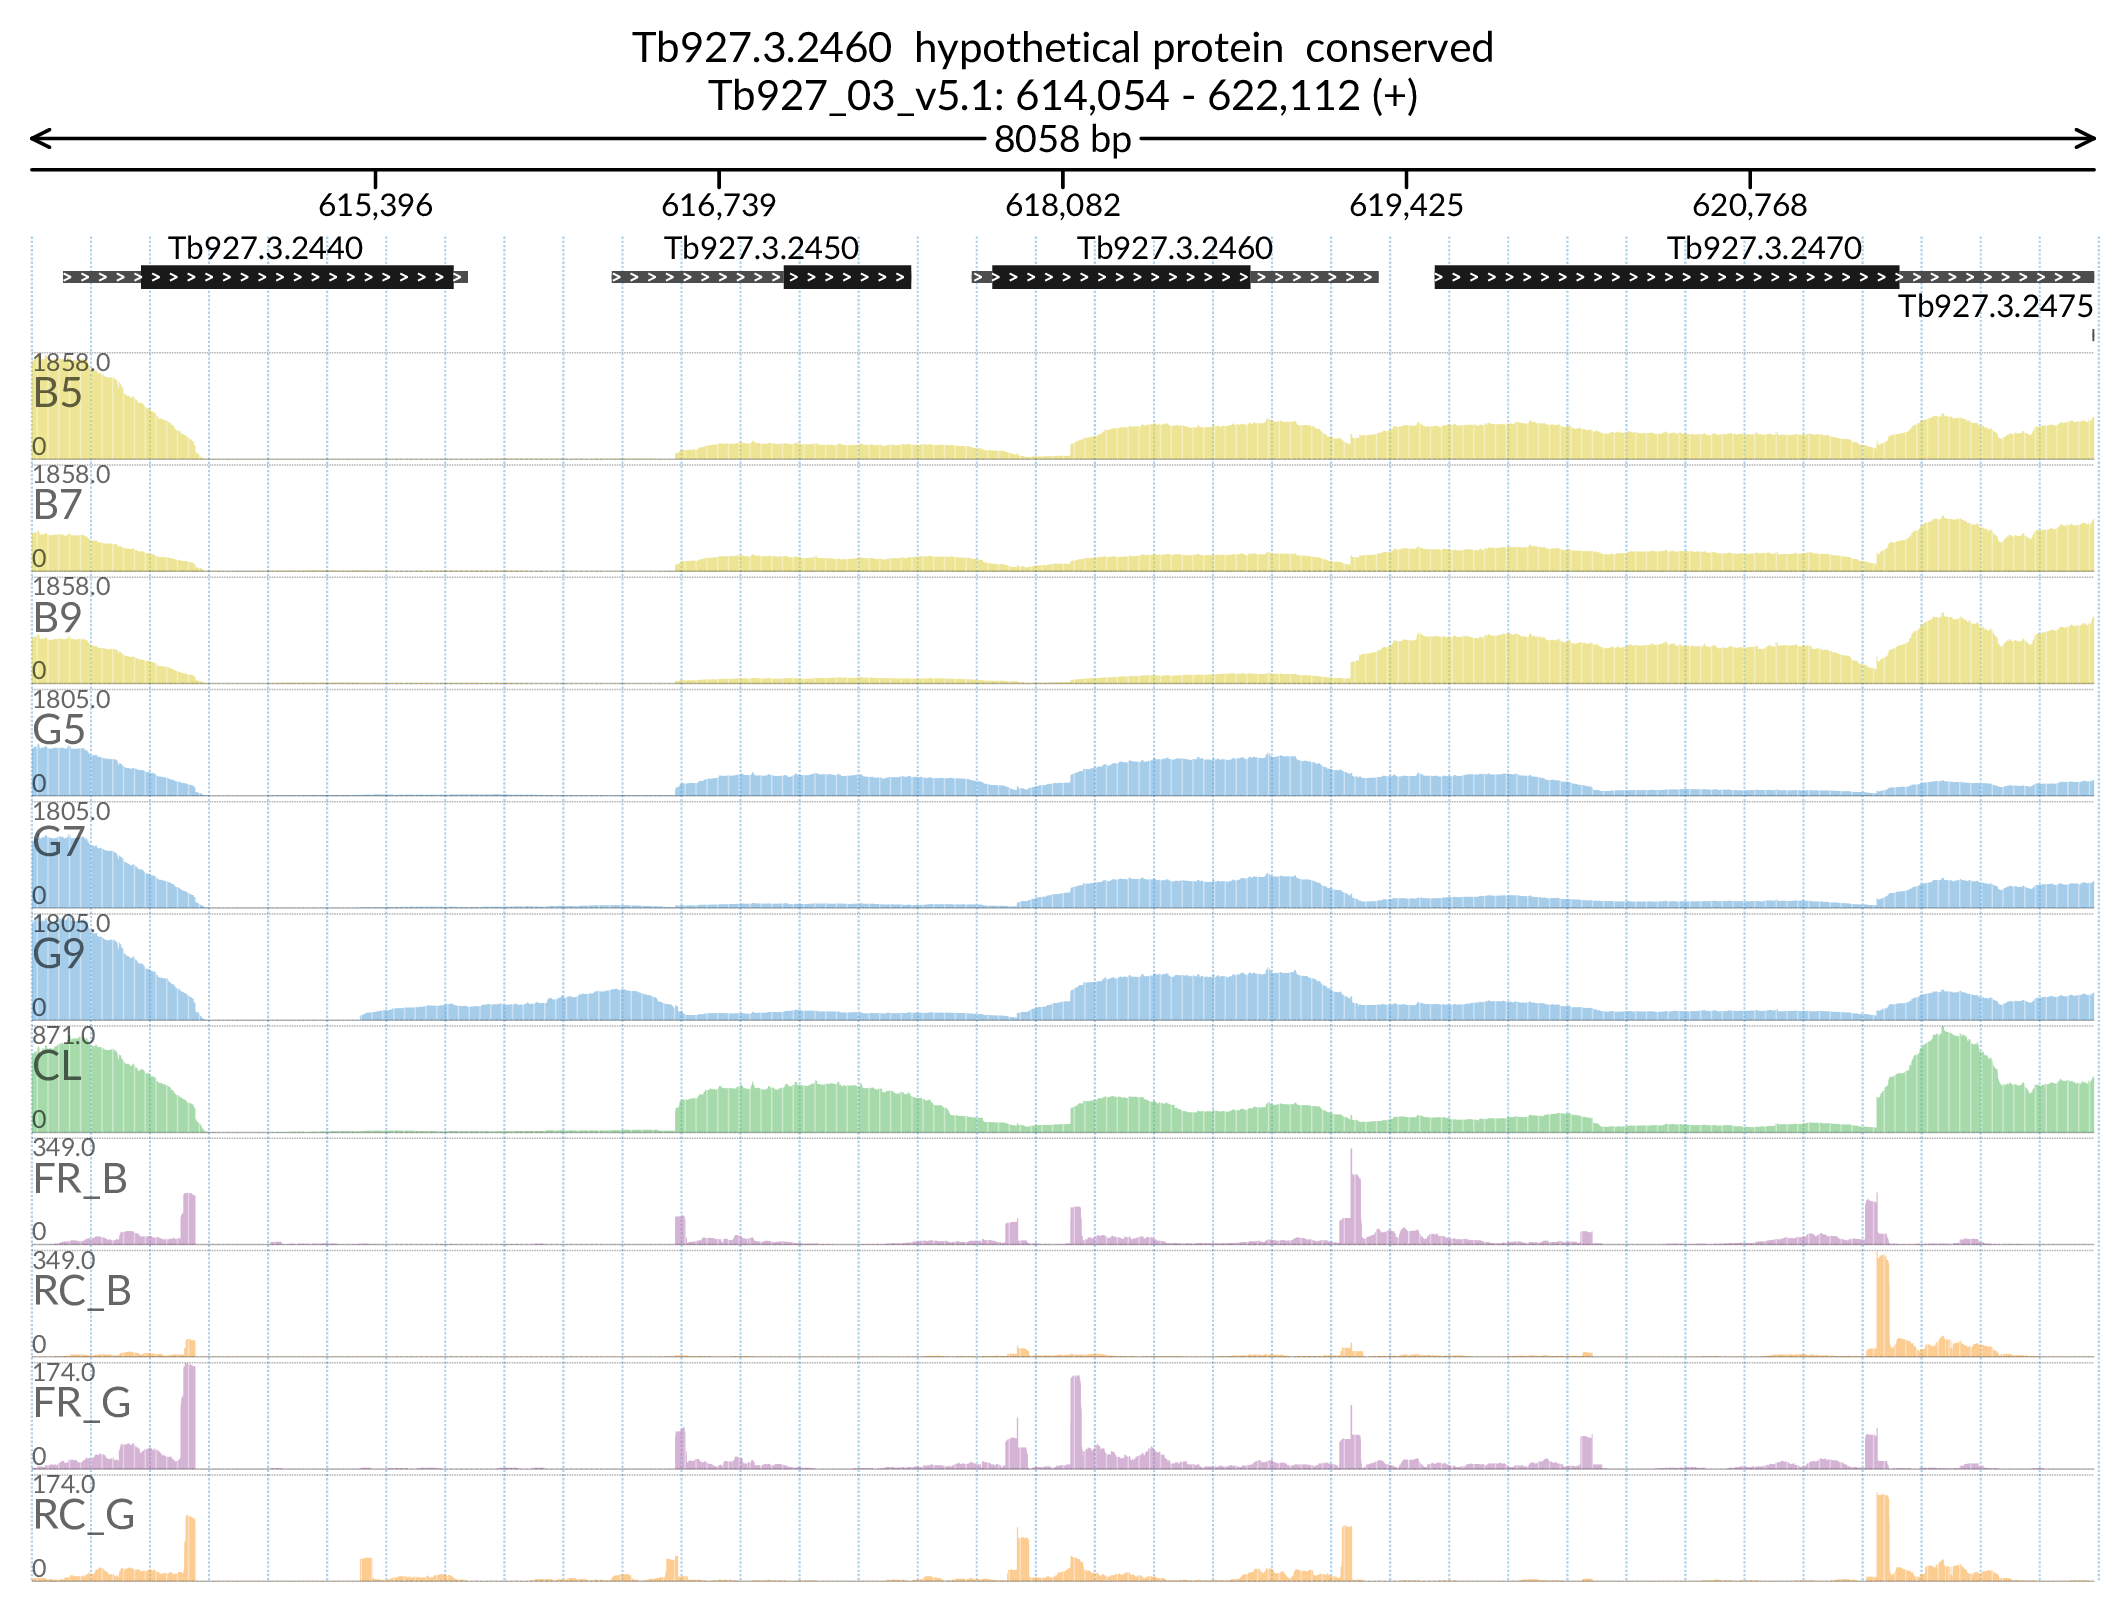 Tb927.3.2460  hypothetical protein  conserved
Tb927_03_v5.1: 614,054 - 622,112 (+)
8058 bp
615,396 616,739 618,082 619,425 620,768
Tb927.3.2440 Tb927.3.2450 Tb927.3.2460 Tb927.3.2470
Tb927.3.2475
1858.0
B5
0
1858.0
B7
0
1858.0
B9
0
1805.0
G5
0
1805.0
G7
0
1805.0
G9
0
871.0
CL
0
349.0
FR_B
0
349.0
RC_B
0
174.0
FR_G
0
174.0
RC_G
0